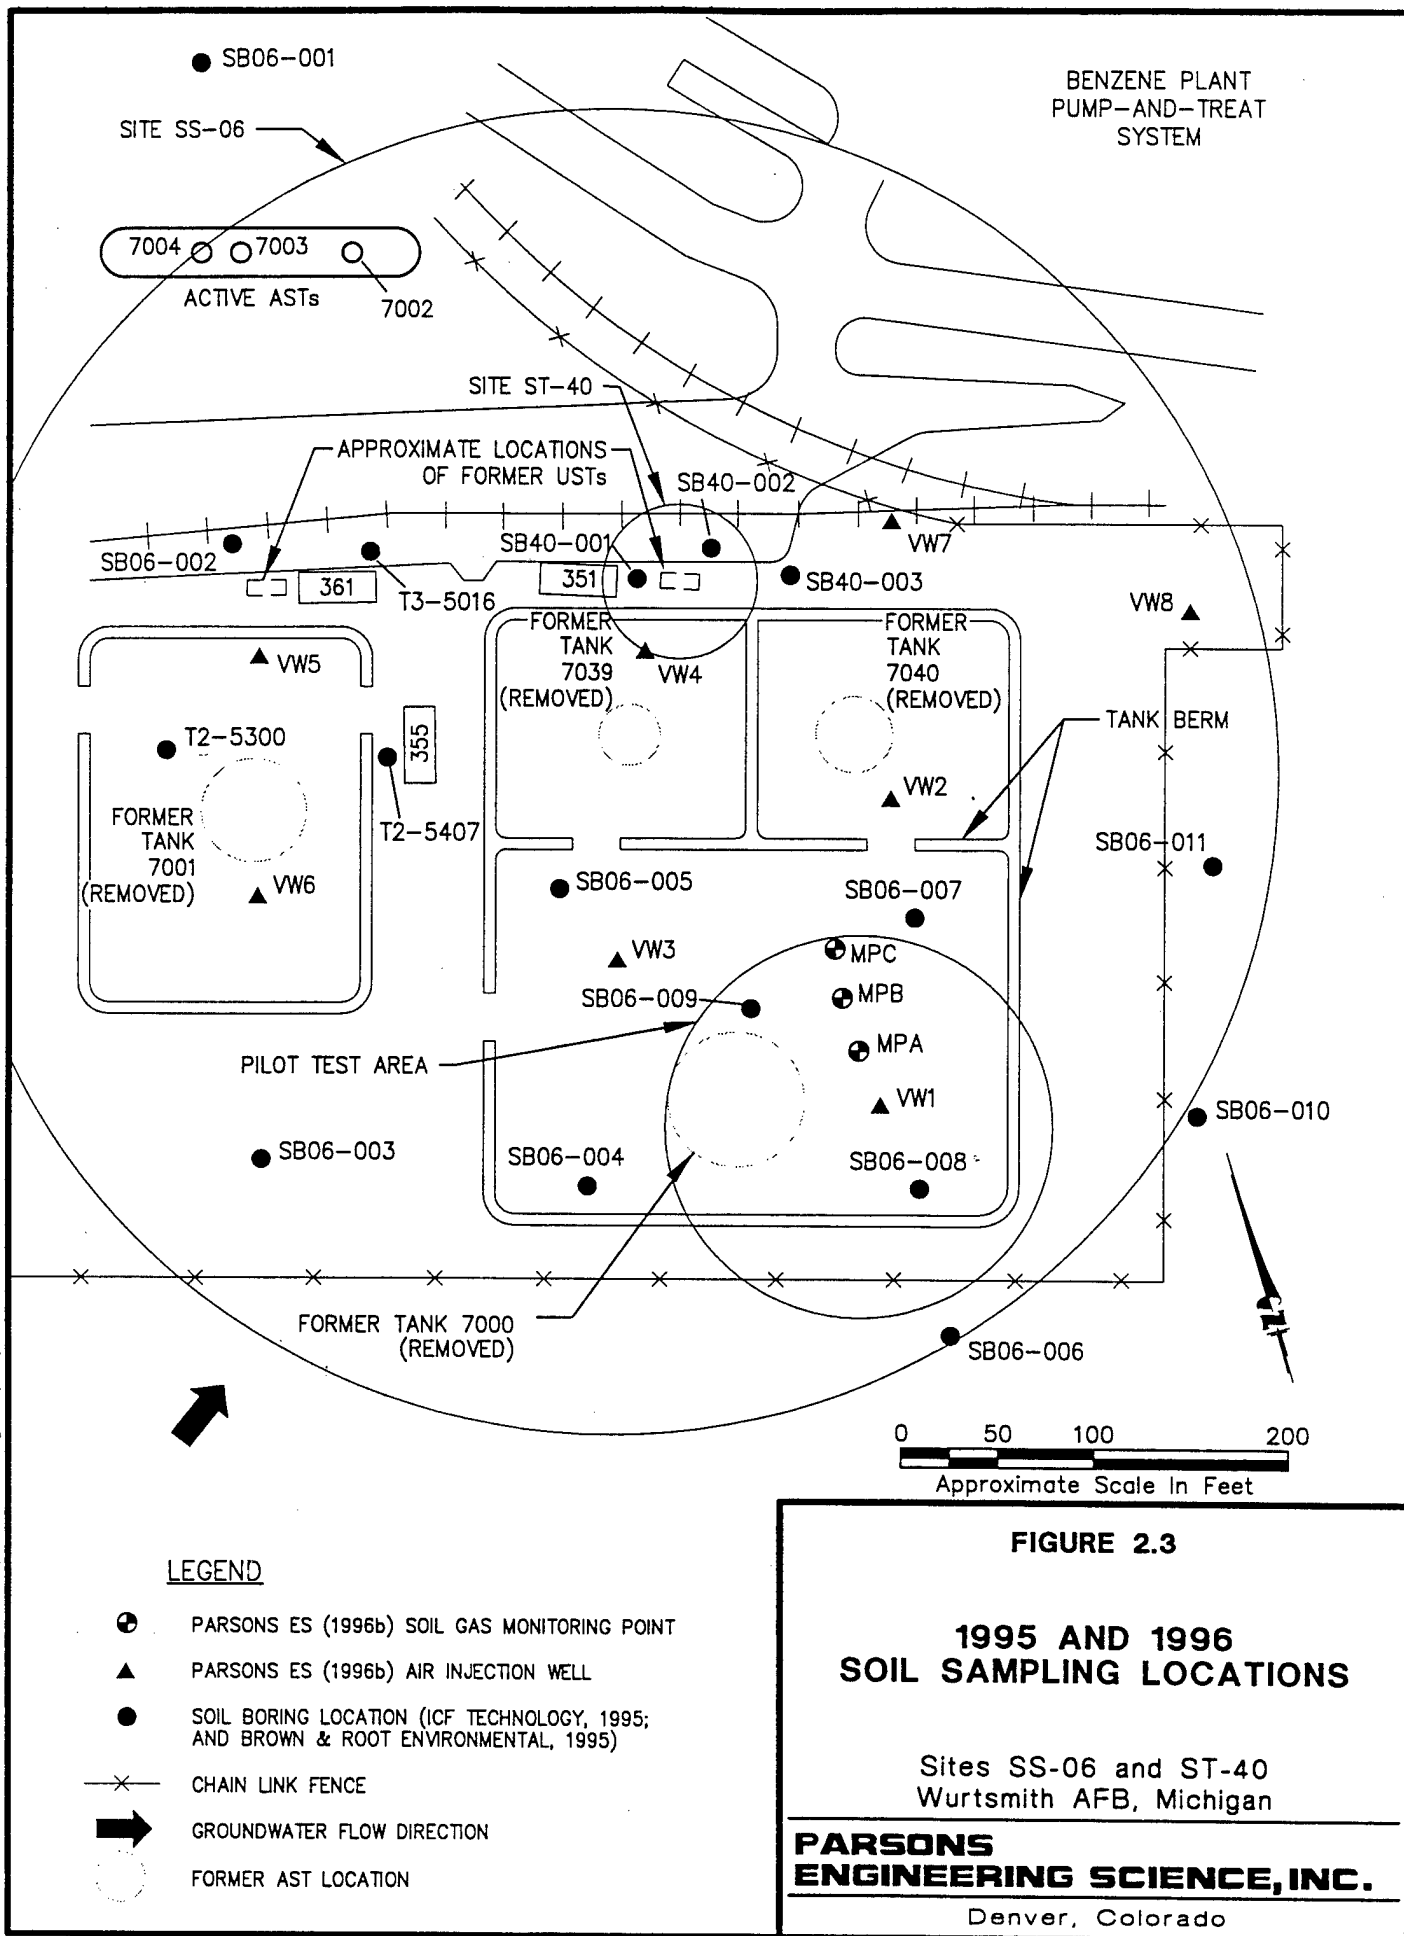 SB06-001
BENZENE PLANT
PUMP-AND-TREAT
SYSTEM
SITE SS-06
7004
7003
7002
ACTIVE ASTs
SITE ST-40
APPROXIMATE LOCATIONS
OF FORMER USTs
SB40-002
SB06-002
SB40-001
VW7
361
T3-5016
351
SB40-003
VW8
FORMER
TANK
7039
(REMOVED)
FORMER
TANK
7040
(REMOVED)
VW5
VW4
TANK BERM
T2-5300
355
VW2
FORMER
TANK
7001
(REMOVED)
T2-5407
SB06-011
VW6
SB06-005
SB06-007
VW3
MPC
SB06-009
MPB
MPA
PILOT TEST AREA
VW1
SB06-010
SB06-003
SB06-004
SB06-008
FORMER TANK 7000
(REMOVED)
SB06-006
0 50 100 200
Approximate Scale In Feet
LEGEND
PARSONS ES (1996b) SOIL GAS MONITORING POINT
PARSONS ES (1996b) AIR INJECTION WELL
SOIL BORING LOCATION (ICF TECHNOLOGY, 1995;
AND BROWN & ROOT ENVIRONMENTAL, 1995)
CHAIN LINK FENCE
GROUNDWATER FLOW DIRECTION
FORMER AST LOCATION
FIGURE 2.3
1995 AND 1996
SOIL SAMPLING LOCATIONS
Sites SS-06 and ST-40
Wurtsmith AFB, Michigan
PARSONS
ENGINEERING SCIENCE, INC.
Denver, Colorado